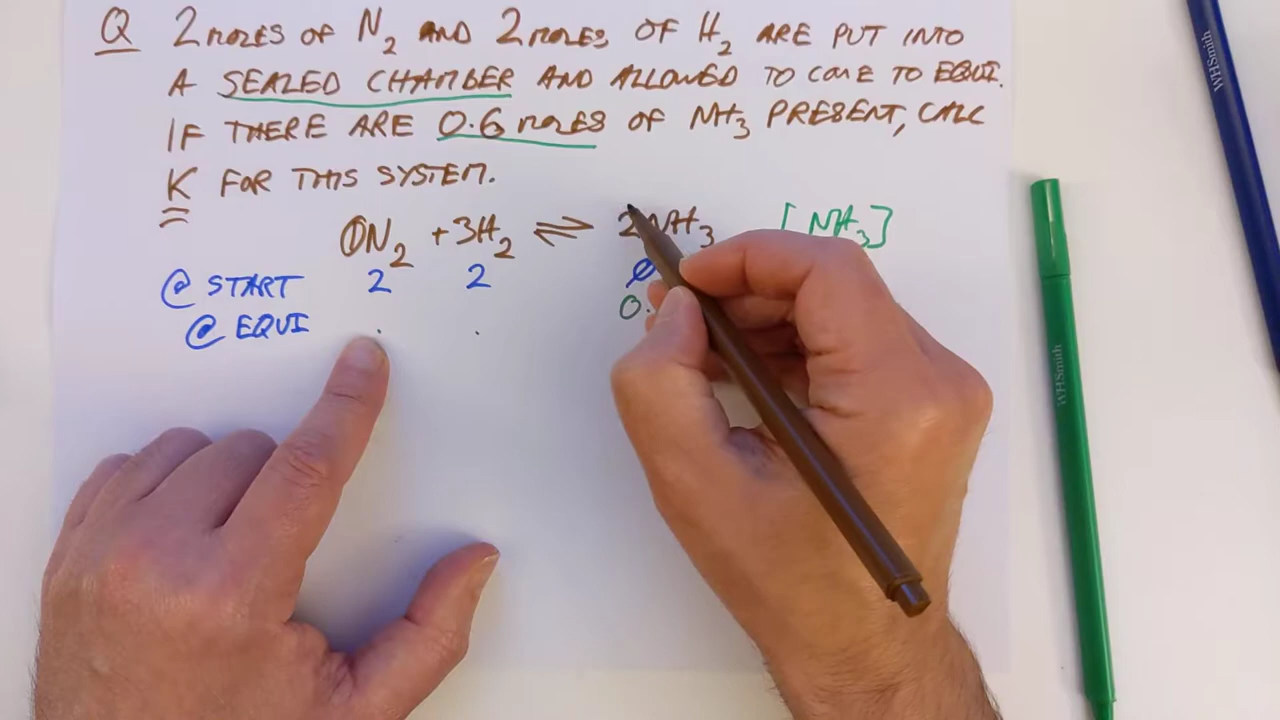 Q 2 MOLES OF N2 AND 2 MOLES OF H2 ARE PUT INTO
A SEALED CHAMBER AND ALLOWED TO COME TO EQUI.
IF THERE ARE 0.6 MOLES OF NH3 PRESENT, CALC
K FOR THIS SYSTEM.
1N2 + 3H2 ⇌ 2NH3 [NH3]
@ START 2 2 0
@ EQUI . . 0.
WHSmith
WHSmith